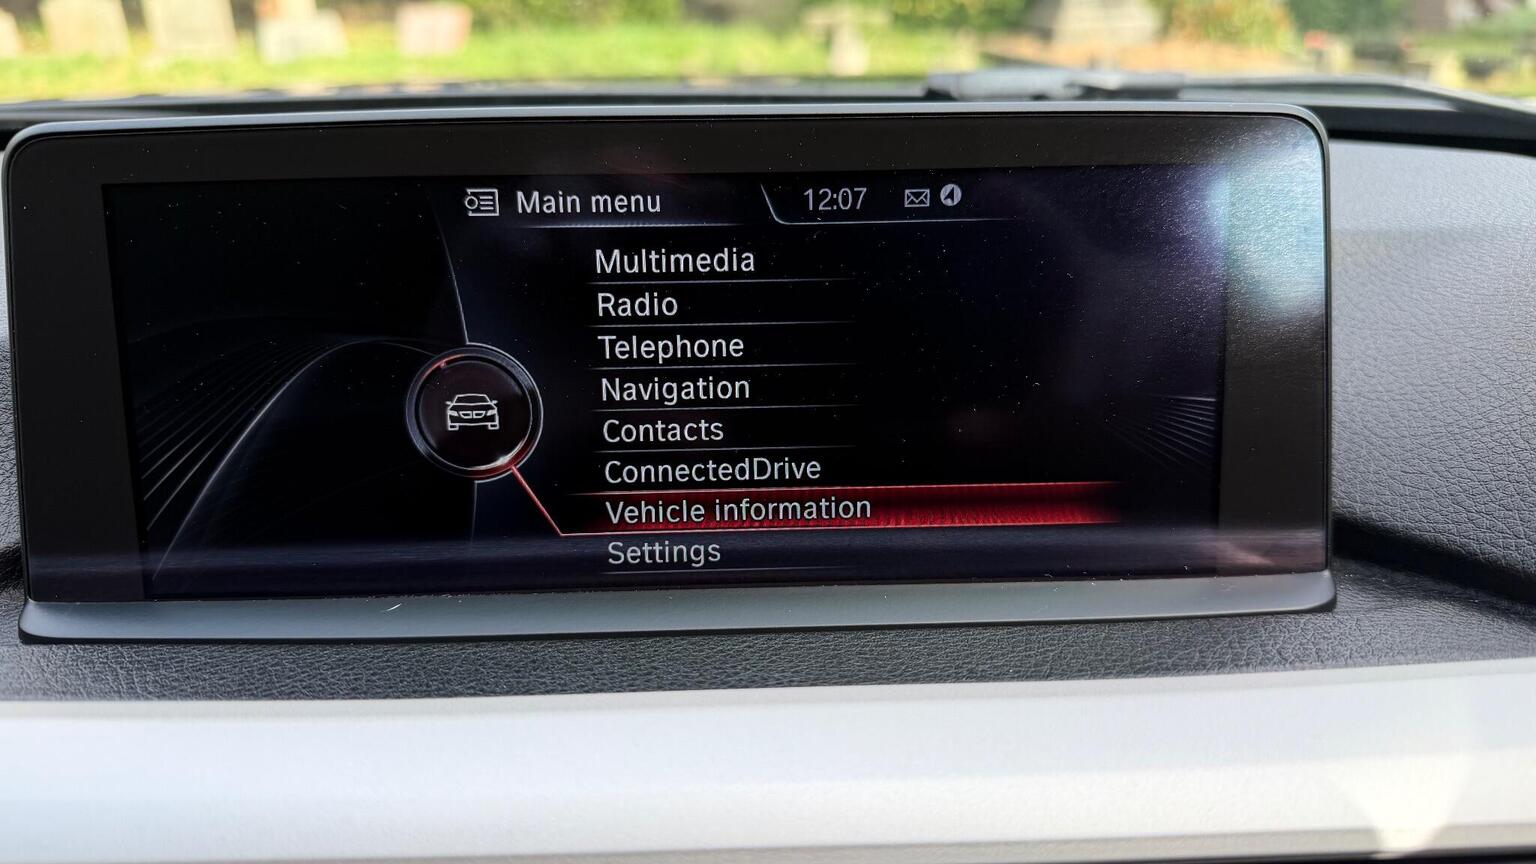 Main menu 12:07
Multimedia
Radio
Telephone
Navigation
Contacts
ConnectedDrive
Vehicle information
Settings